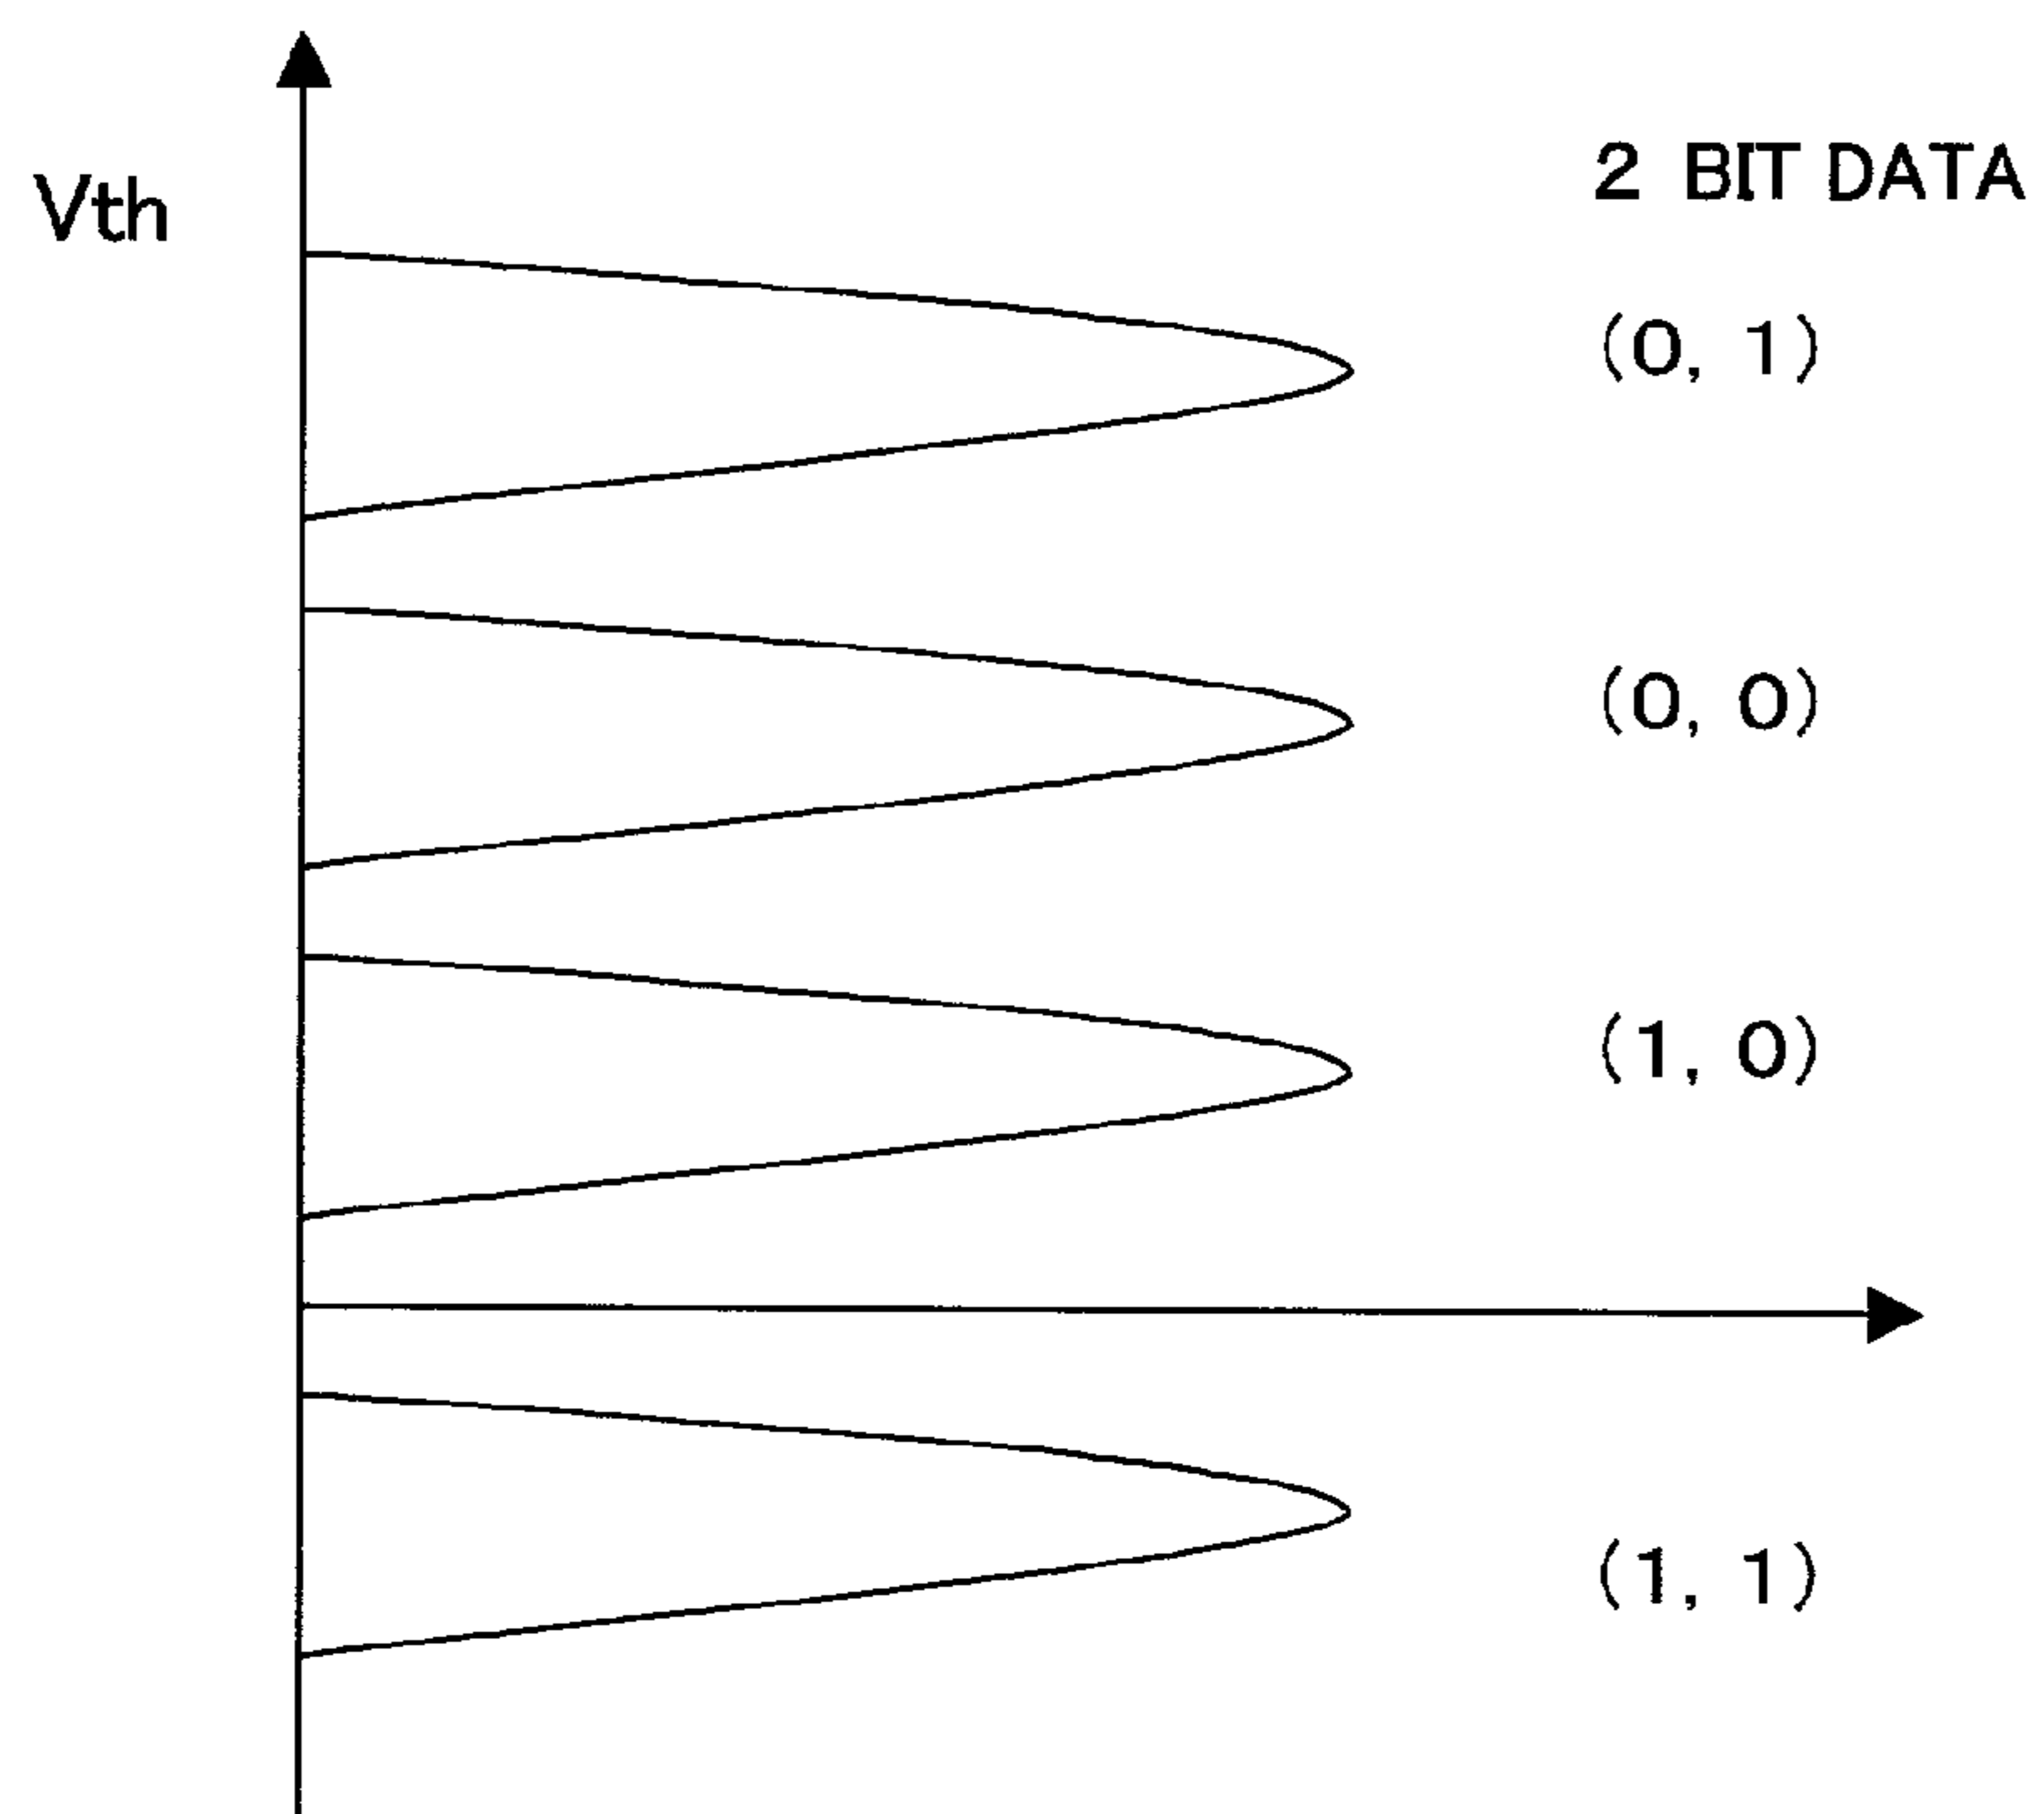 2 BIT DATA
Vth
(0, 1)
(0, 0)
(1, 0)
(1, 1)